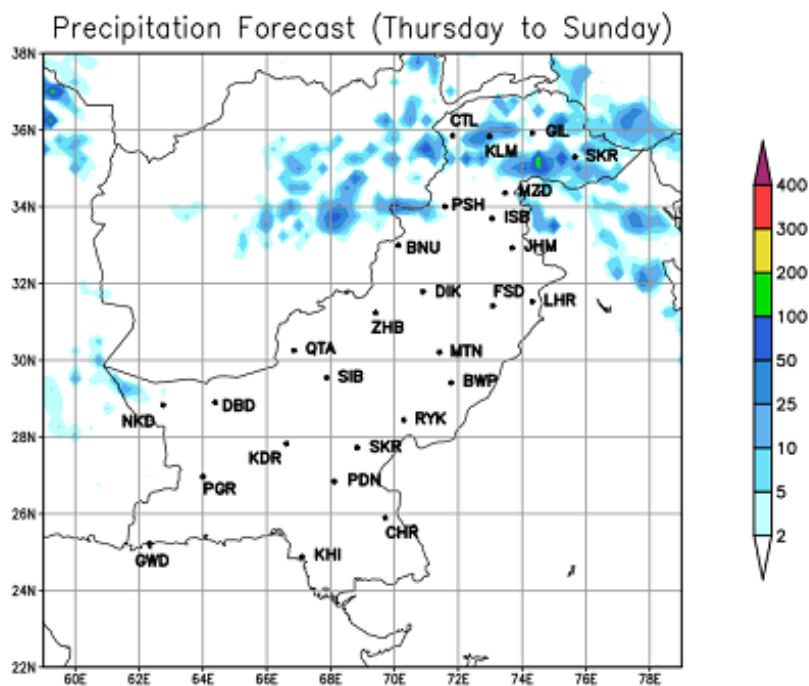 Precipitation Forecast (Thursday to Sunday)
38N
36N
34N
32N
30N
28N
26N
24N
22N
CTL
GIL
KLM
SKR
MZD
PSH
ISB
BNU
JHM
DIK
FSD
LHR
ZHB
QTA
MTN
SIB
BWP
NKD
DBD
RYK
KDR
SKR
PGR
PDN
CHR
GWD
KHI
60E 62E 64E 66E 68E 70E 72E 74E 76E 78E
400
300
200
100
50
25
10
5
2